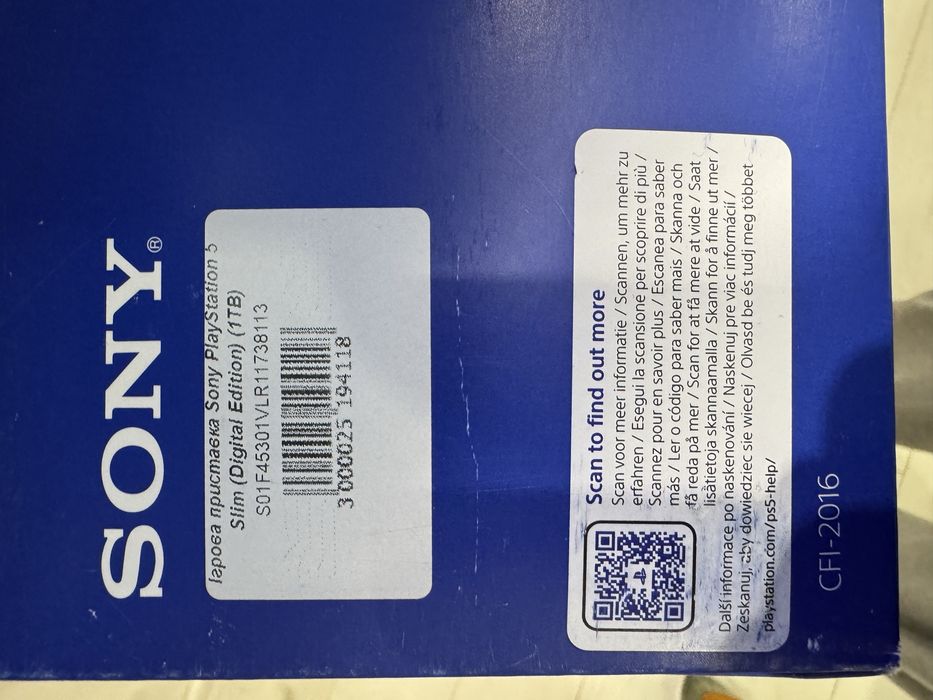 SONY®
Ігрова приставка Sony PlayStation 5
Slim (Digital Edition) (1TB)
S01F45301VLR11738113
3 000025 194118
Scan to find out more
Scan voor meer informatie / Scannen, um mehr zu
erfahren / Esegui la scansione per scoprire di più /
Scannez pour en savoir plus / Escanea para saber
más / Ler o código para saber mais / Skanna och
få reda på mer / Scan for at få mere at vide / Saat
lisätietoja skannaamalla / Skann for å finne ut mer /
Další informace po naskenování / Naskenuj pre viac informácií /
Zeskanuj, aby dowiedzieć się więcej / Olvasd be és tudj meg többet
playstation.com/ps5-help/
CFI-2016